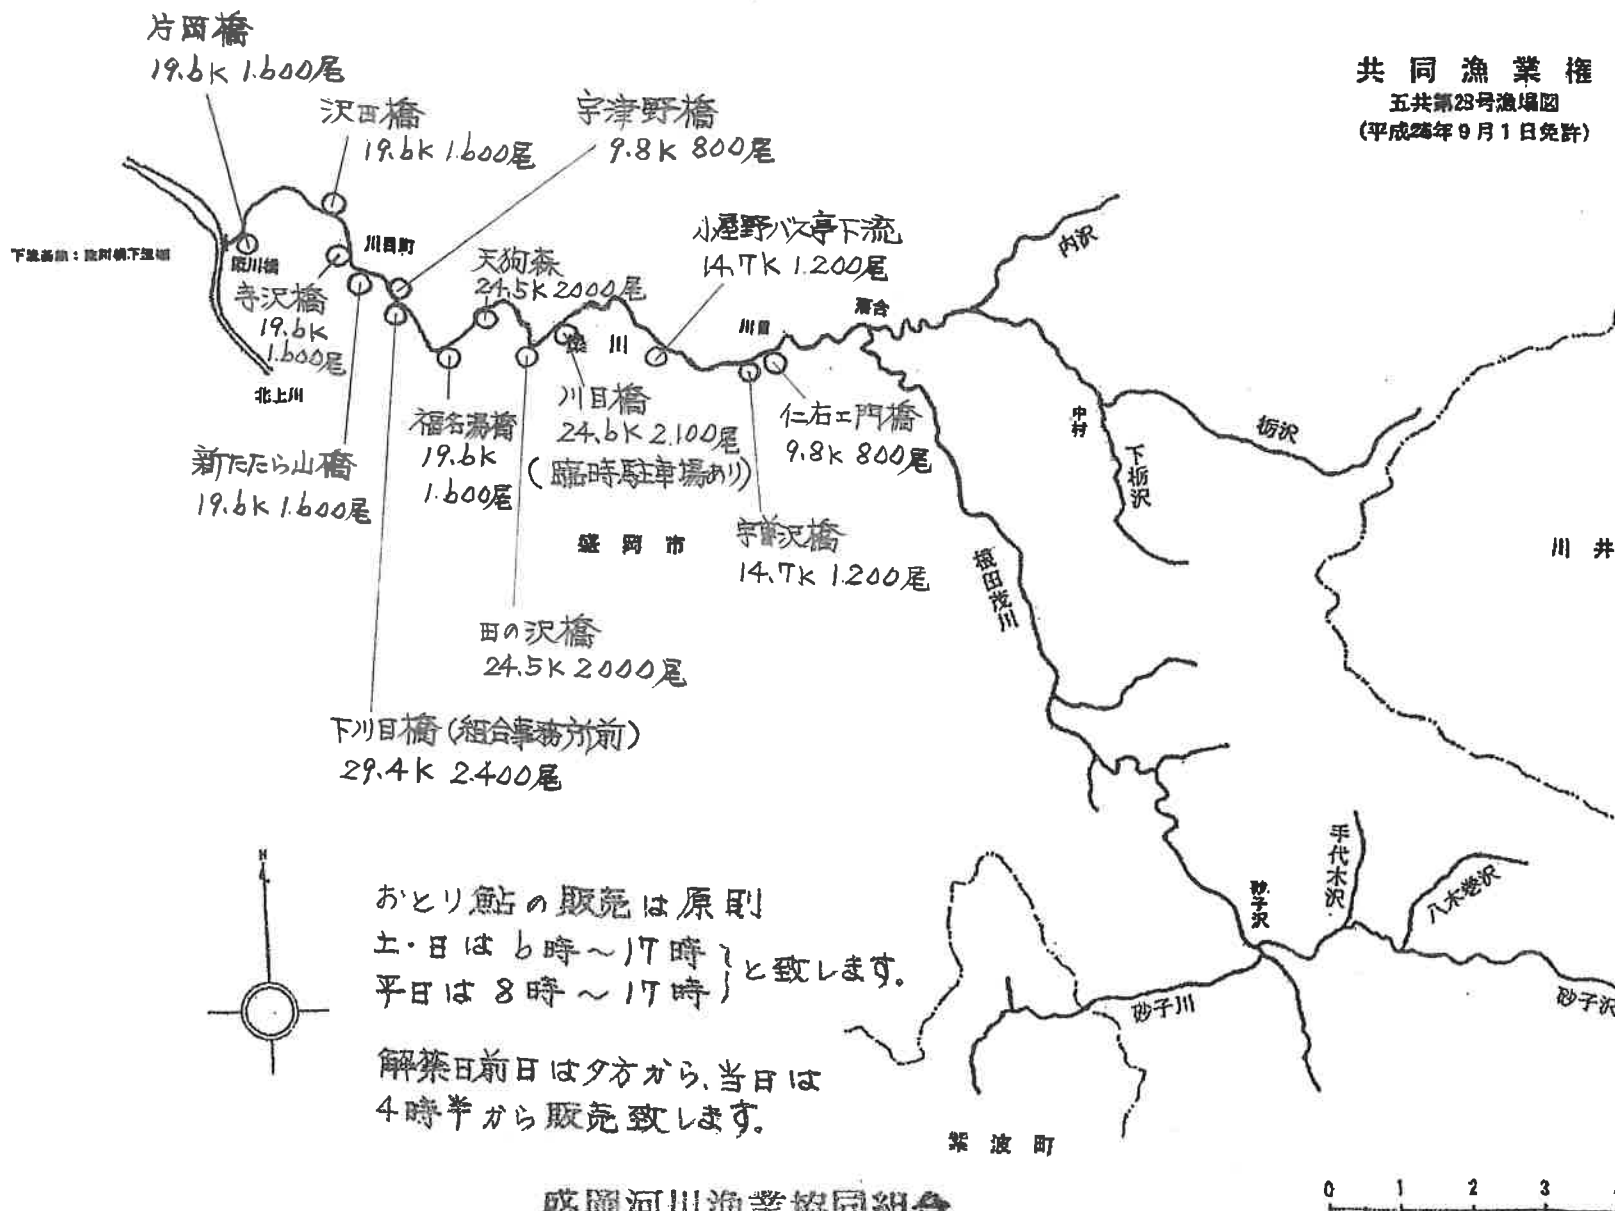 片岡橋
19.6K 1.600尾
沢田橋
19.6K 1.600尾
宇津野橋
9.8K 800尾
共同漁業権
五共第28号漁場図
(平成26年9月1日免許)
小屋野バス亭下流
14.7K 1.200尾
内沢
川目町
天狗森
24.5K 2000尾
簗川橋
寺沢橋
19.6K
1.600尾
北上川
落合
川目
簗川
川目橋
24.6K 2.100尾
(臨時駐車場あり)
福名湯橋
19.6K
1.600尾
仁右ェ門橋
9.8K 800尾
中村
下栃沢
栃沢
新たたら山橋
19.6K 1.600尾
盛岡市
宇曽沢橋
14.7K 1.200尾
根田茂川
川井
田の沢橋
24.5K 2000尾
下川目橋(組合事務所前)
29.4K 2.400尾
N
手代木沢
八木巻沢
砂子沢
砂子川
砂子沢
おとり鮎の販売は原則
土・日は6時～17時
平日は8時～17時
と致します。
解禁日前日は夕方から、当日は
4時半から販売致します。
紫波町
盛岡河川漁業協同組合
0 1 2 3